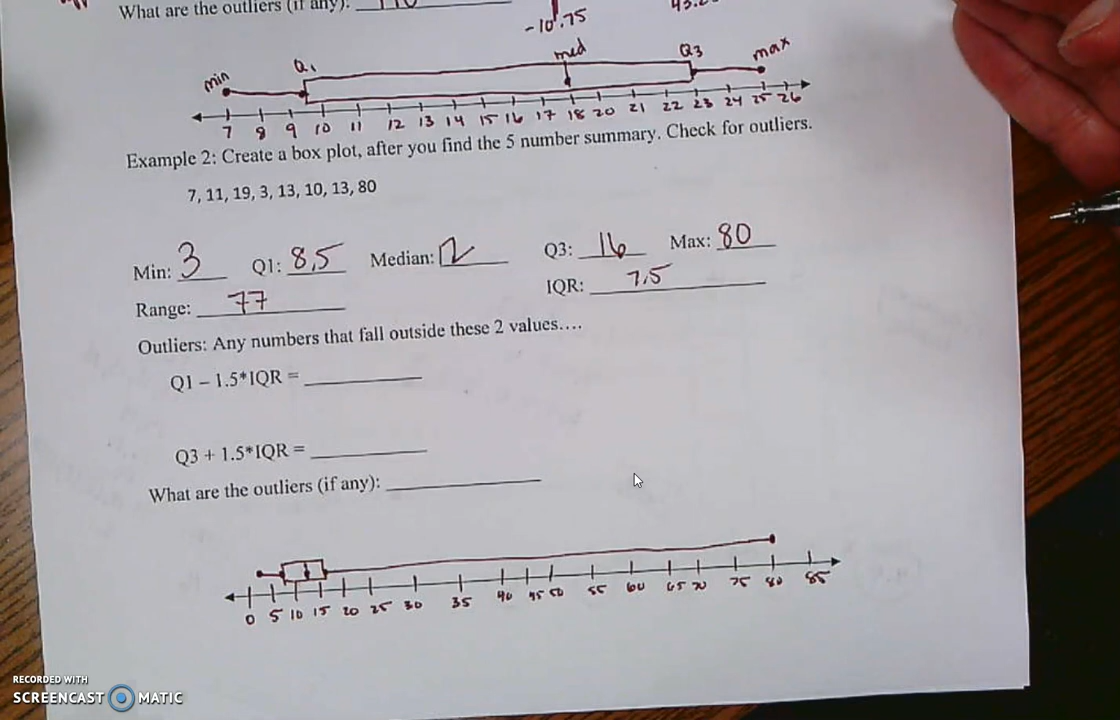 What are the outliers (if any):
-10.75
min Q1 med Q3 max
7 8 9 10 11 12 13 14 15 16 17 18 20 21 22 23 24 25 26
Example 2: Create a box plot, after you find the 5 number summary. Check for outliers.
7, 11, 19, 3, 13, 10, 13, 80
Min: 3 Q1: 8,5 Median: 12 Q3: 16 Max: 80
Range: 77 IQR: 7,5
Outliers: Any numbers that fall outside these 2 values....
Q1 – 1.5*IQR =
Q3 + 1.5*IQR =
What are the outliers (if any):
0 5 10 15 20 25 30 35 40 45 50 55 60 65 70 75 80 85
RECORDED WITH
SCREENCAST MATIC